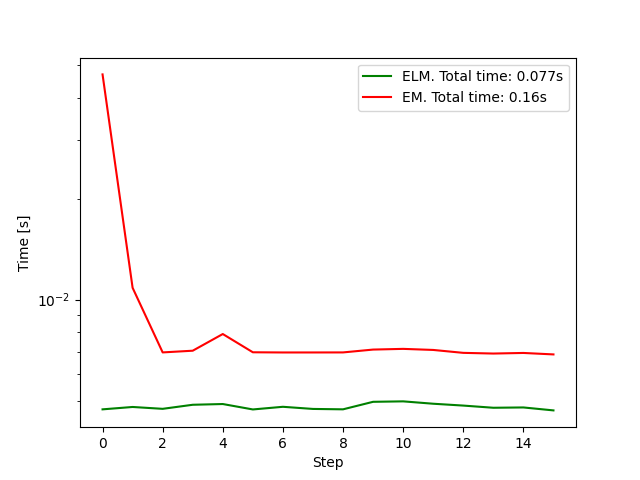 ELM. Total time: 0.077s
EM. Total time: 0.16s
Time [s]
10⁻²
0 2 4 6 8 10 12 14
Step